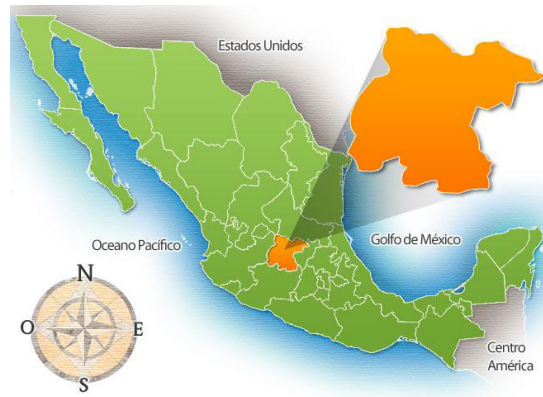 Estados Unidos
Oceano Pacífico
Golfo de México
N
O
E
S
Centro
América